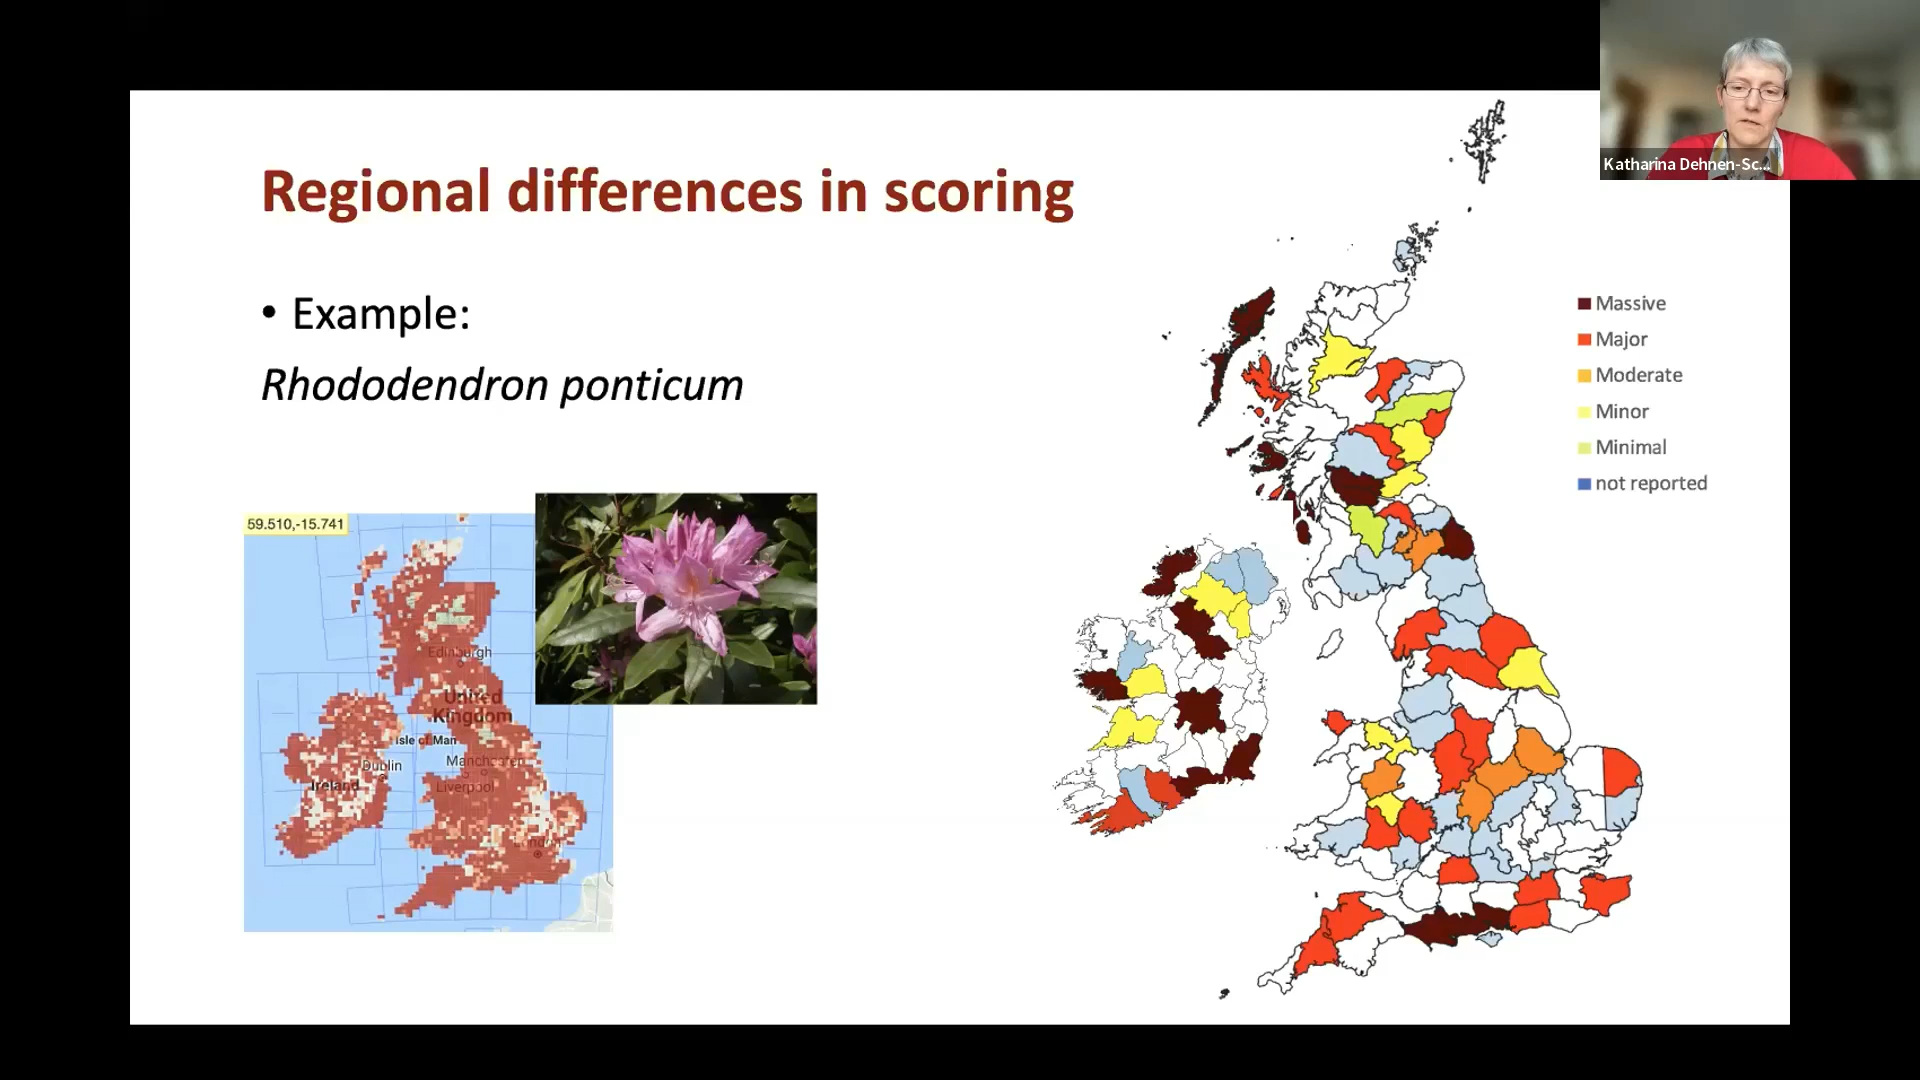 Katharina Dehnen-Sc...
Regional differences in scoring
• Example:
Rhododendron ponticum
Massive
Major
Moderate
Minor
Minimal
not reported
59.510,-15.741
Edinburgh
United
Kingdom
Isle of Man
Dublin
Manchester
Ireland
Liverpool
London